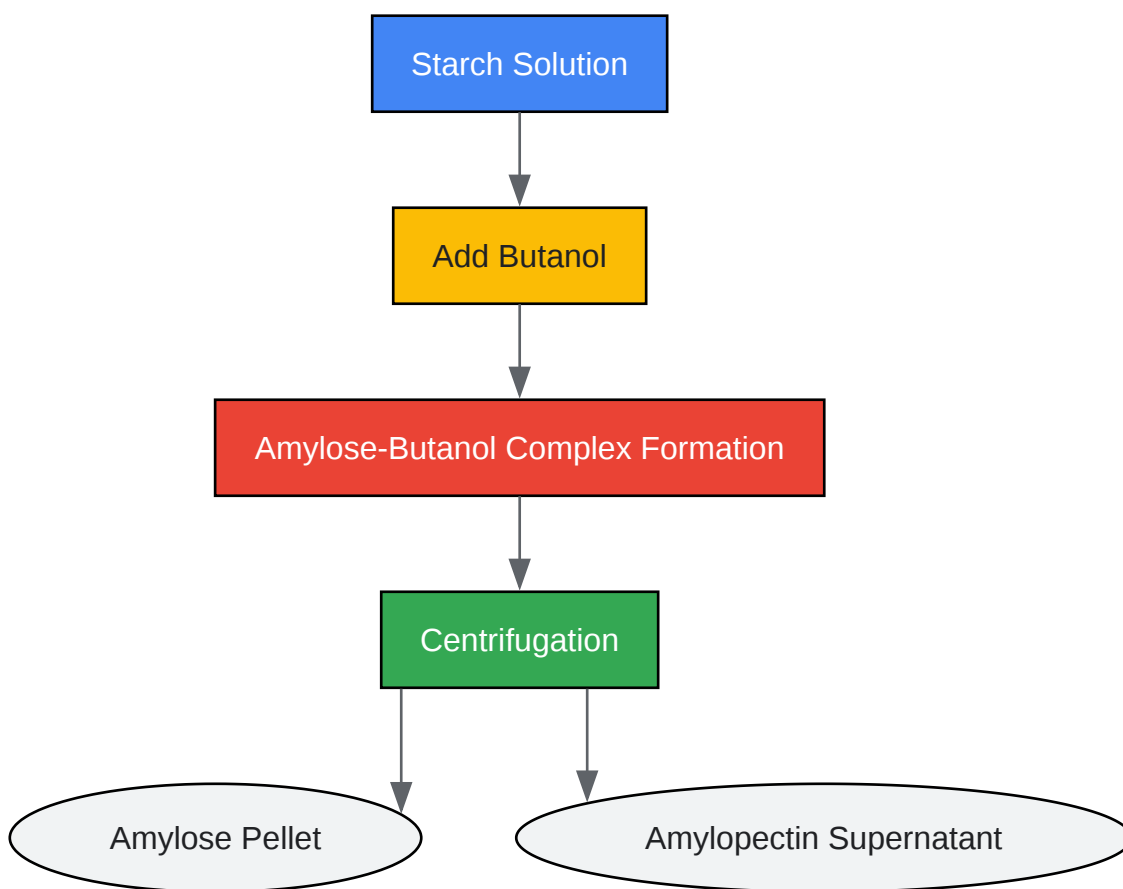 Starch Solution
Add Butanol
Amylose-Butanol Complex Formation
Centrifugation
Amylose Pellet
Amylopectin Supernatant